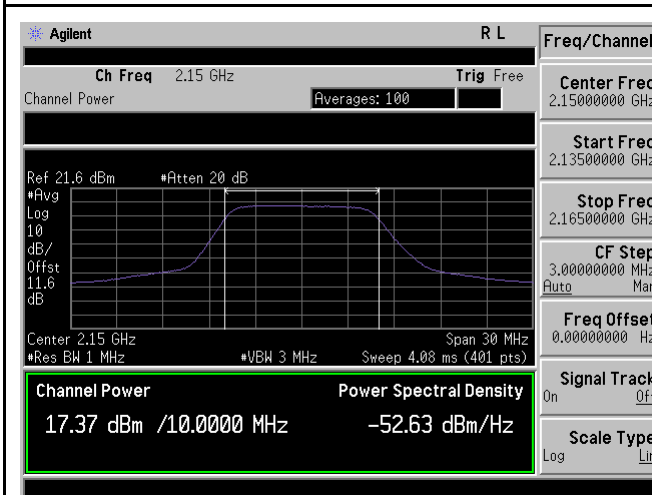 Agilent R L
Ch Freq 2.15 GHz Trig Free
Channel Power Averages: 100
Ref 21.6 dBm #Atten 20 dB
#Avg
Log
10
dB/
Offst
11.6
dB
Center 2.15 GHz Span 30 MHz
#Res BW 1 MHz #VBW 3 MHz Sweep 4.08 ms (401 pts)
Channel Power Power Spectral Density
17.37 dBm /10.0000 MHz -52.63 dBm/Hz
Freq/Channel
Center Freq
2.15000000 GHz
Start Freq
2.13500000 GHz
Stop Freq
2.16500000 GHz
CF Step
3.00000000 MHz
Auto Man
Freq Offset
0.00000000 Hz
Signal Track
On Off
Scale Type
Log Lin